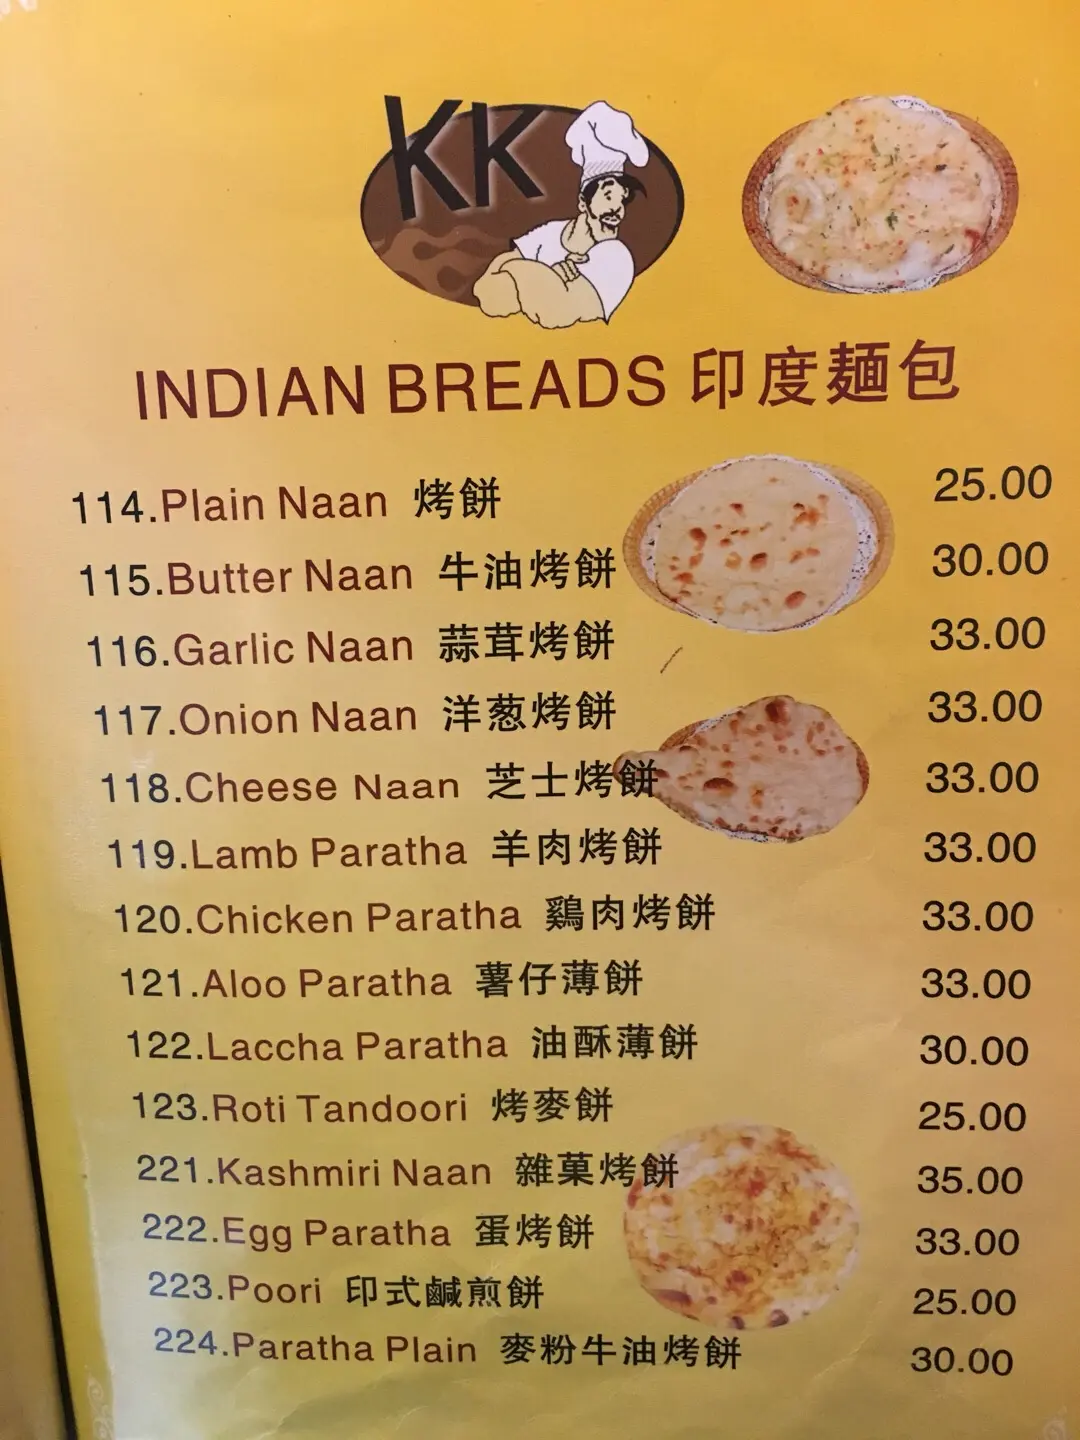 KK
INDIAN BREADS 印度麵包
114.Plain Naan 烤餅 25.00
115.Butter Naan 牛油烤餅 30.00
116.Garlic Naan 蒜茸烤餅 33.00
117.Onion Naan 洋葱烤餅 33.00
118.Cheese Naan 芝士烤餅 33.00
119.Lamb Paratha 羊肉烤餅 33.00
120.Chicken Paratha 鷄肉烤餅 33.00
121.Aloo Paratha 薯仔薄餅 33.00
122.Laccha Paratha 油酥薄餅 30.00
123.Roti Tandoori 烤麥餅 25.00
221.Kashmiri Naan 雜菓烤餅 35.00
222.Egg Paratha 蛋烤餅 33.00
223.Poori 印式鹹煎餅 25.00
224.Paratha Plain 麥粉牛油烤餅 30.00